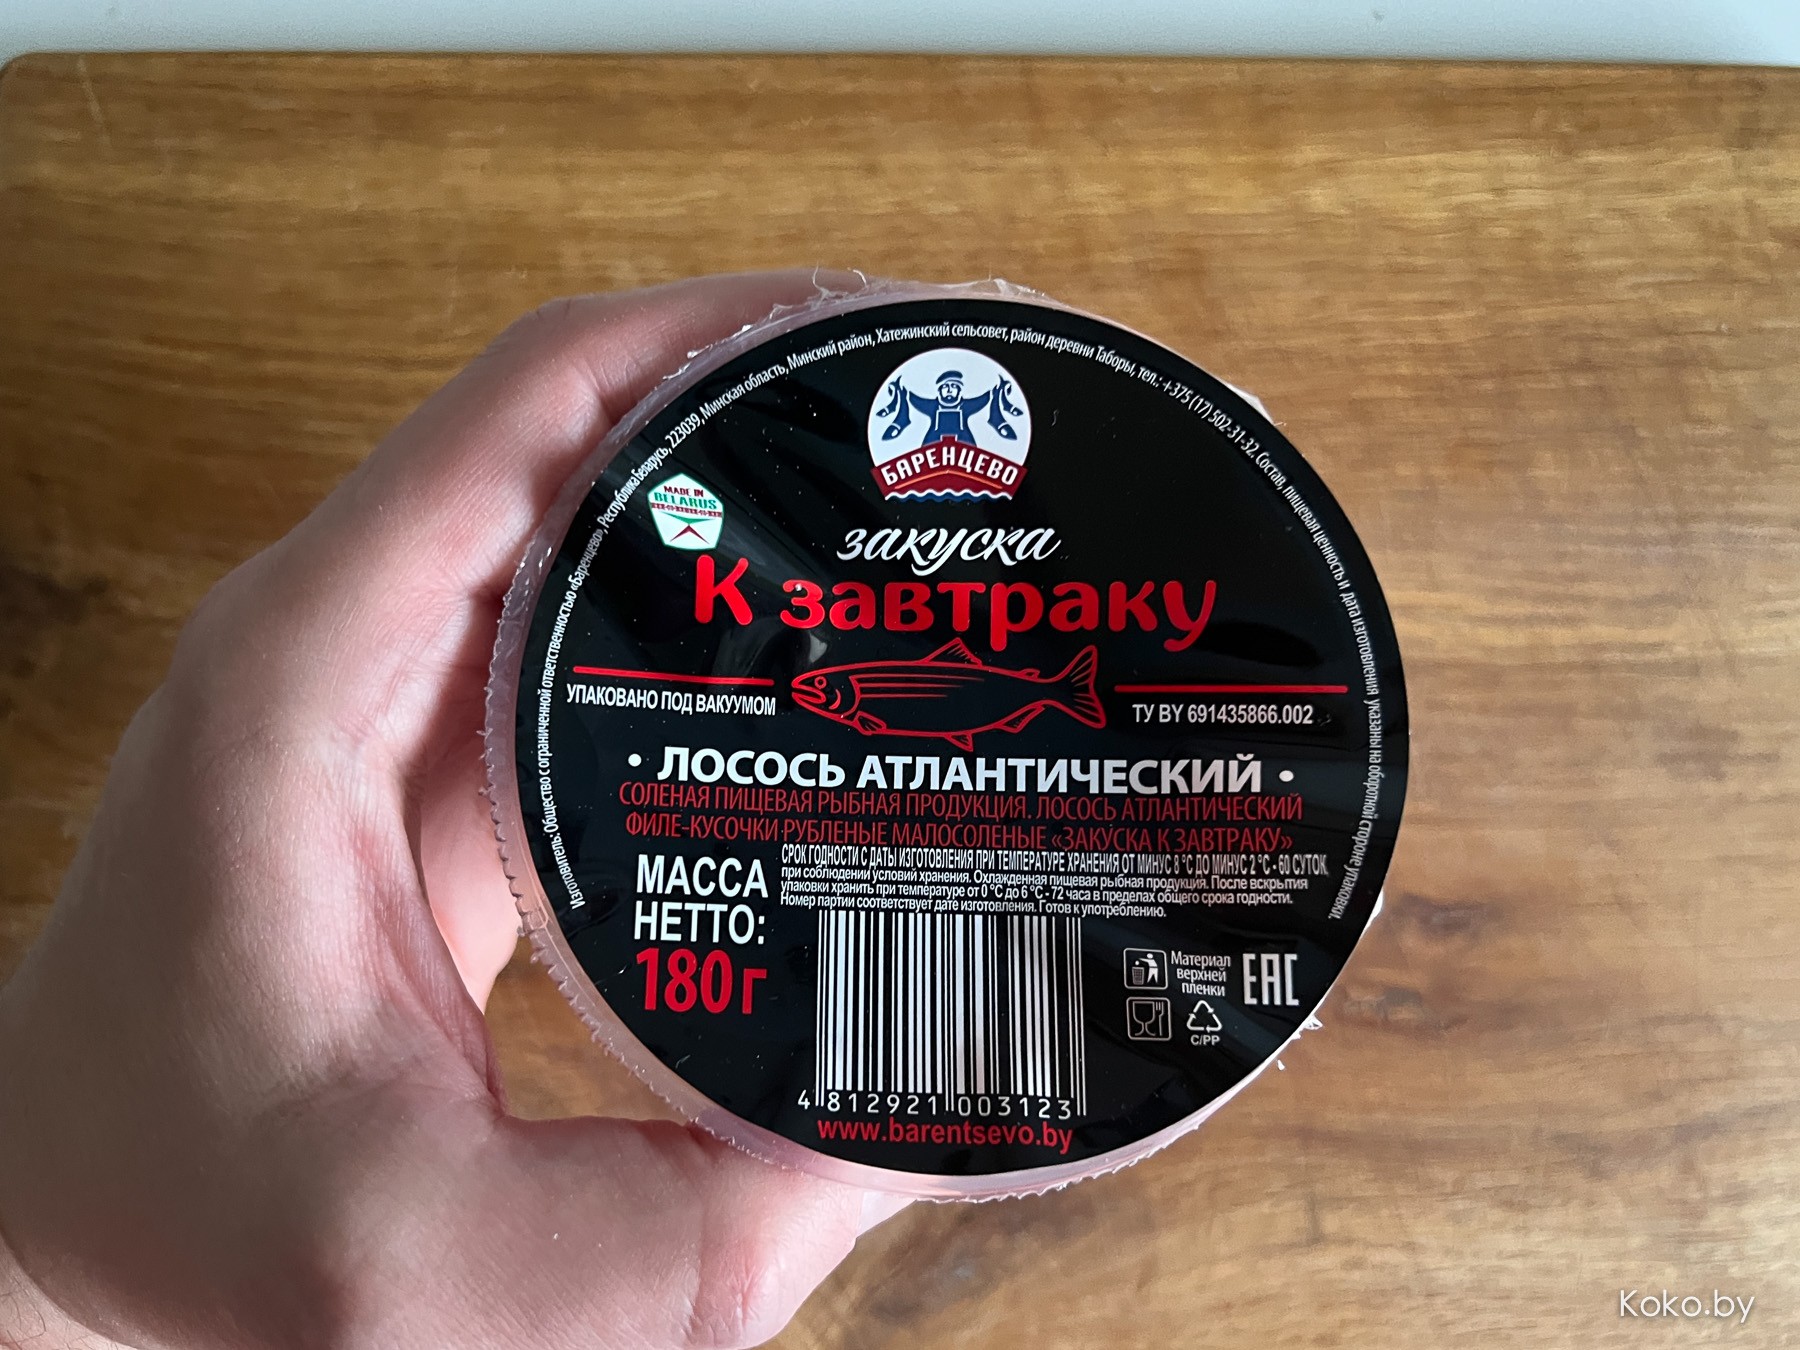 Изготовитель: Общество с ограниченной ответственностью «Баренцево», Республика Беларусь, 223039, Минская область, Минский район, Хатежинский сельсовет, район деревни Таборы, тел.: +375 (17) 502-31-32. Состав, пищевая ценность и дата изготовления указаны на оборотной стороне упаковки.
БАРЕНЦЕВО
MADE IN
BELARUS
закуска
К завтраку
УПАКОВАНО ПОД ВАКУУМОМ
ТУ BY 691435866.002
• ЛОСОСЬ АТЛАНТИЧЕСКИЙ •
СОЛЕНАЯ ПИЩЕВАЯ РЫБНАЯ ПРОДУКЦИЯ. ЛОСОСЬ АТЛАНТИЧЕСКИЙ
ФИЛЕ-КУСОЧКИ РУБЛЕНЫЕ МАЛОСОЛЕНЫЕ «ЗАКУСКА К ЗАВТРАКУ»
МАССА
НЕТТО:
180 г
СРОК ГОДНОСТИ С ДАТЫ ИЗГОТОВЛЕНИЯ ПРИ ТЕМПЕРАТУРЕ ХРАНЕНИЯ ОТ МИНУС 8 °С ДО МИНУС 2 °С - 60 СУТОК,
при соблюдении условий хранения. Охлажденная пищевая рыбная продукция. После вскрытия
упаковки хранить при температуре от 0 °С до 6 °С - 72 часа в пределах общего срока годности.
Номер партии соответствует дате изготовления. Готов к употреблению.
Материал
верхней
пленки
EAC
C/PP
4 812921 003123
www.barentsevo.by
Koko.by